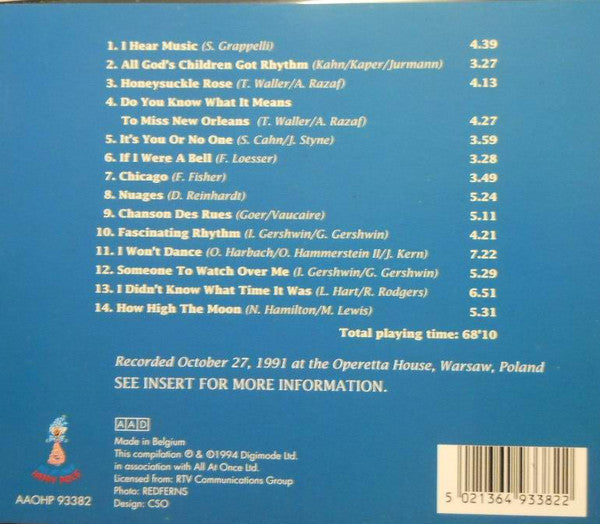 1. I Hear Music (S. Grappelli) 4.39
2. All God's Children Got Rhythm (Kahn/Kaper/Jurmann) 3.27
3. Honeysuckle Rose (T. Waller/A. Razaf) 4.13
4. Do You Know What It Means
To Miss New Orleans (T. Waller/A. Razaf) 4.27
5. It's You Or No One (S. Cahn/J. Styne) 3.59
6. If I Were A Bell (F. Loesser) 3.28
7. Chicago (F. Fisher) 3.49
8. Nuages (D. Reinhardt) 5.24
9. Chanson Des Rues (Goer/Vaucaire) 5.11
10. Fascinating Rhythm (I. Gershwin/G. Gershwin) 4.21
11. I Won't Dance (O. Harbach/O. Hammerstein II/J. Kern) 7.22
12. Someone To Watch Over Me (I. Gershwin/G. Gershwin) 5.29
13. I Didn't Know What Time It Was (L. Hart/R. Rodgers) 6.51
14. How High The Moon (N. Hamilton/M. Lewis) 5.31
Total playing time: 68'10
Recorded October 27, 1991 at the Operetta House, Warsaw, Poland
SEE INSERT FOR MORE INFORMATION.
AAD
Made in Belgium
This compilation ℗ & ©1994 Digimode Ltd.
in association with All At Once Ltd.
Licensed from: RTV Communications Group
Photo: REDFERNS
Design: CSO
AAOHP 93382
5 021364 933822